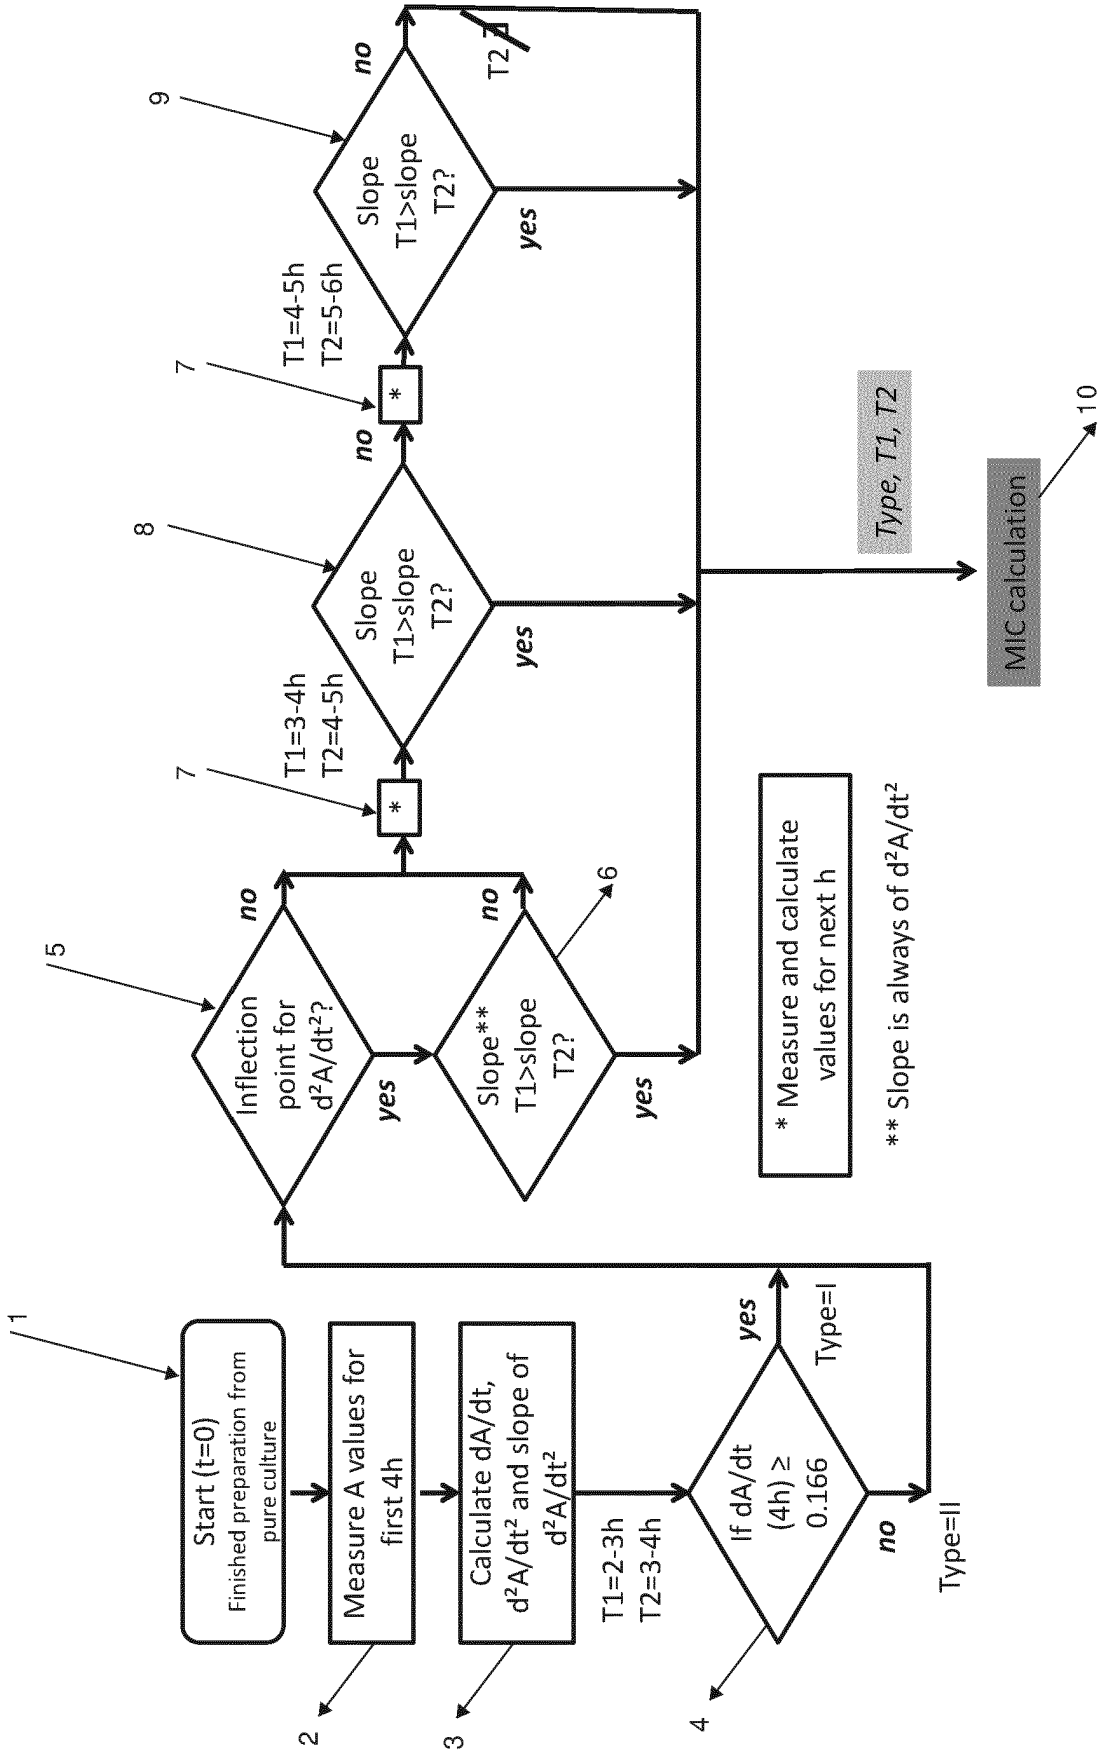 1
Start (t=0)
Finished preparation from
pure culture
2
Measure A values for
first 4h
3
Calculate dA/dt,
d²A/dt² and slope of
d²A/dt²
T1=2-3h
T2=3-4h
4
If dA/dt
(4h) ≥
0.166
yes
Type=I
no
Type=II
5
Inflection
point for
d²A/dt²?
no
yes
6
Slope**
T1>slope
T2?
no
yes
7
*
T1=3-4h
T2=4-5h
8
Slope
T1>slope
T2?
no
yes
7
*
T1=4-5h
T2=5-6h
9
Slope
T1>slope
T2?
no
yes
T2
Type, T1, T2
MIC calculation
10
* Measure and calculate
values for next h
** Slope is always of d²A/dt²